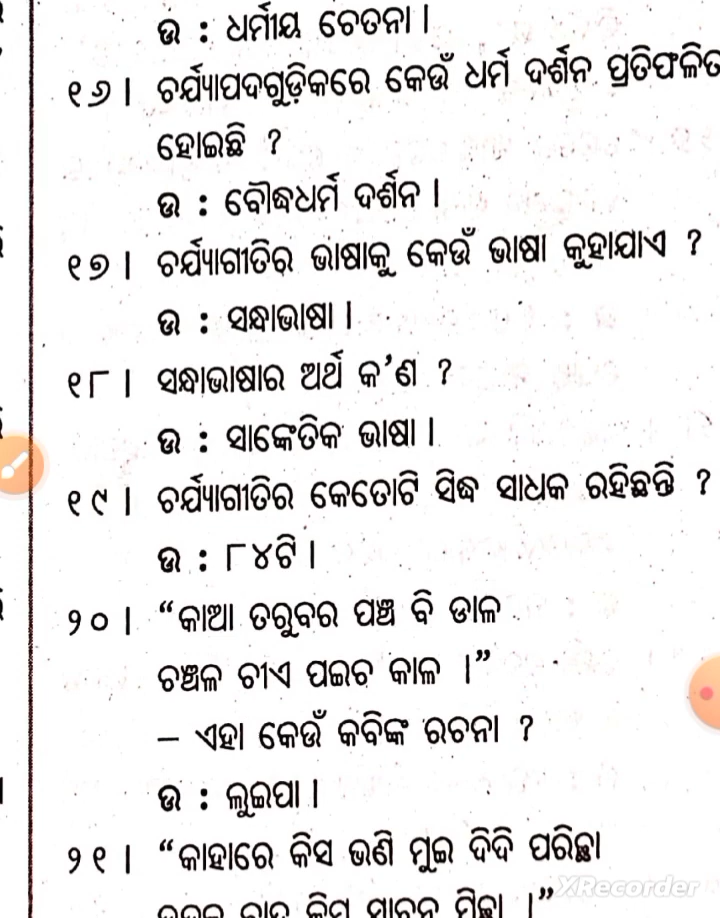 ଉ : ଧର୍ମୀୟ ଚେତନା ।
୧୬ । ଚର୍ଯ୍ୟାପଦଗୁଡ଼ିକରେ କେଉଁ ଧର୍ମ ଦର୍ଶନ ପ୍ରତିଫଳିତ
ହୋଇଛି ?
ଉ : ବୌଦ୍ଧଧର୍ମ ଦର୍ଶନ ।
୧୭ । ଚର୍ଯ୍ୟାଗୀତିର ଭାଷାକୁ କେଉଁ ଭାଷା କୁହାଯାଏ ?
ଉ : ସନ୍ଧାଭାଷା ।
୧୮ । ସନ୍ଧାଭାଷାର ଅର୍ଥ କ'ଣ ?
ଉ : ସାଙ୍କେତିକ ଭାଷା ।
୧୯ । ଚର୍ଯ୍ୟାଗୀତିର କେତୋଟି ସିଦ୍ଧ ସାଧକ ରହିଛନ୍ତି ?
ଉ : ୮୪ଟି ।
୨୦ । “କାଆ ତରୁବର ପଞ୍ଚ ବି ଡାଳ
ଚଞ୍ଚଳ ଚୀଏ ପଇଚ କାଳ ।”
– ଏହା କେଉଁ କବିଙ୍କ ରଚନା ?
ଉ : ଲୁଇପା ।
୨୧ । “କାହାରେ କିସ ଭଣି ମୁଇ ଦିଦି ପରିଚ୍ଛା
।”
XRecorder